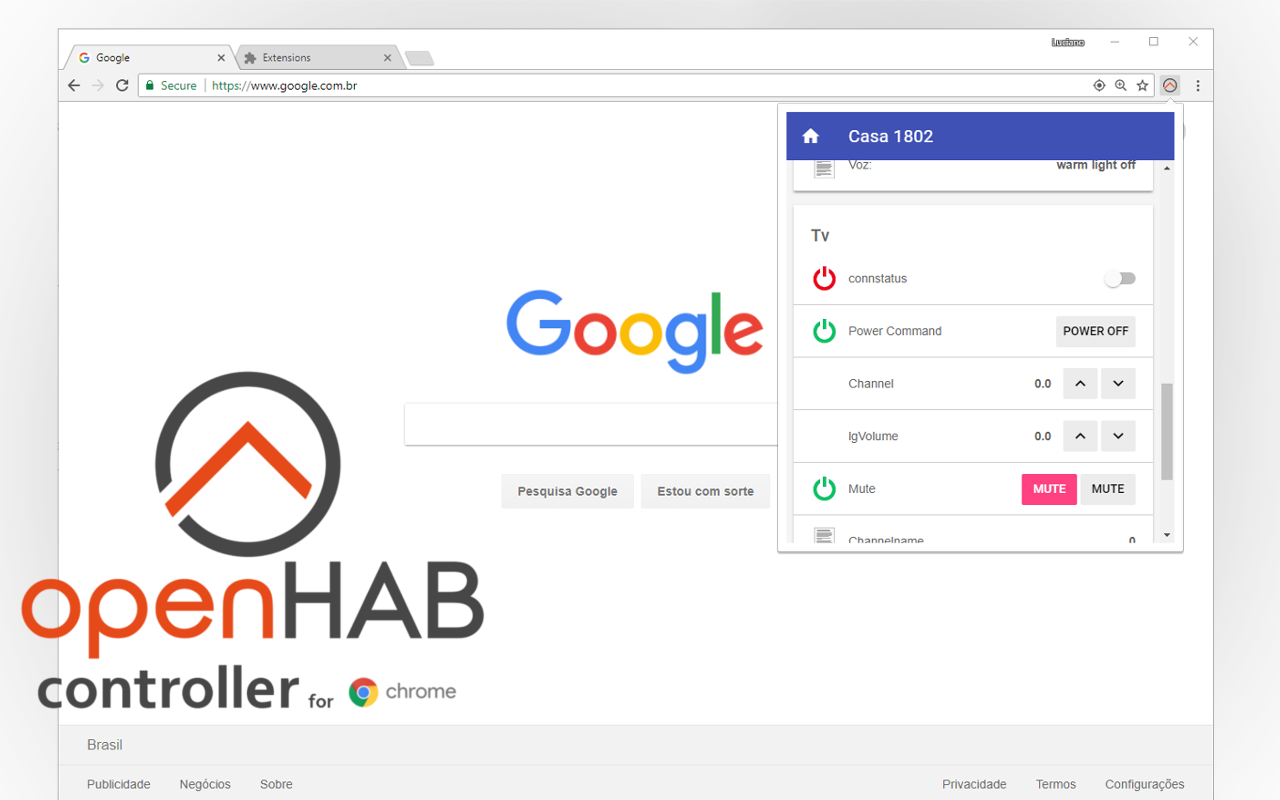 Luciano
Google
Extensions
Secure
https://www.google.com.br
Casa 1802
Voz:
warm light off
Tv
connstatus
Power Command
POWER OFF
Channel
0.0
lgVolume
0.0
Mute
MUTE
MUTE
Channelname
0
Google
Pesquisa Google
Estou com sorte
openHAB
controller for chrome
Brasil
Publicidade
Negócios
Sobre
Privacidade
Termos
Configurações